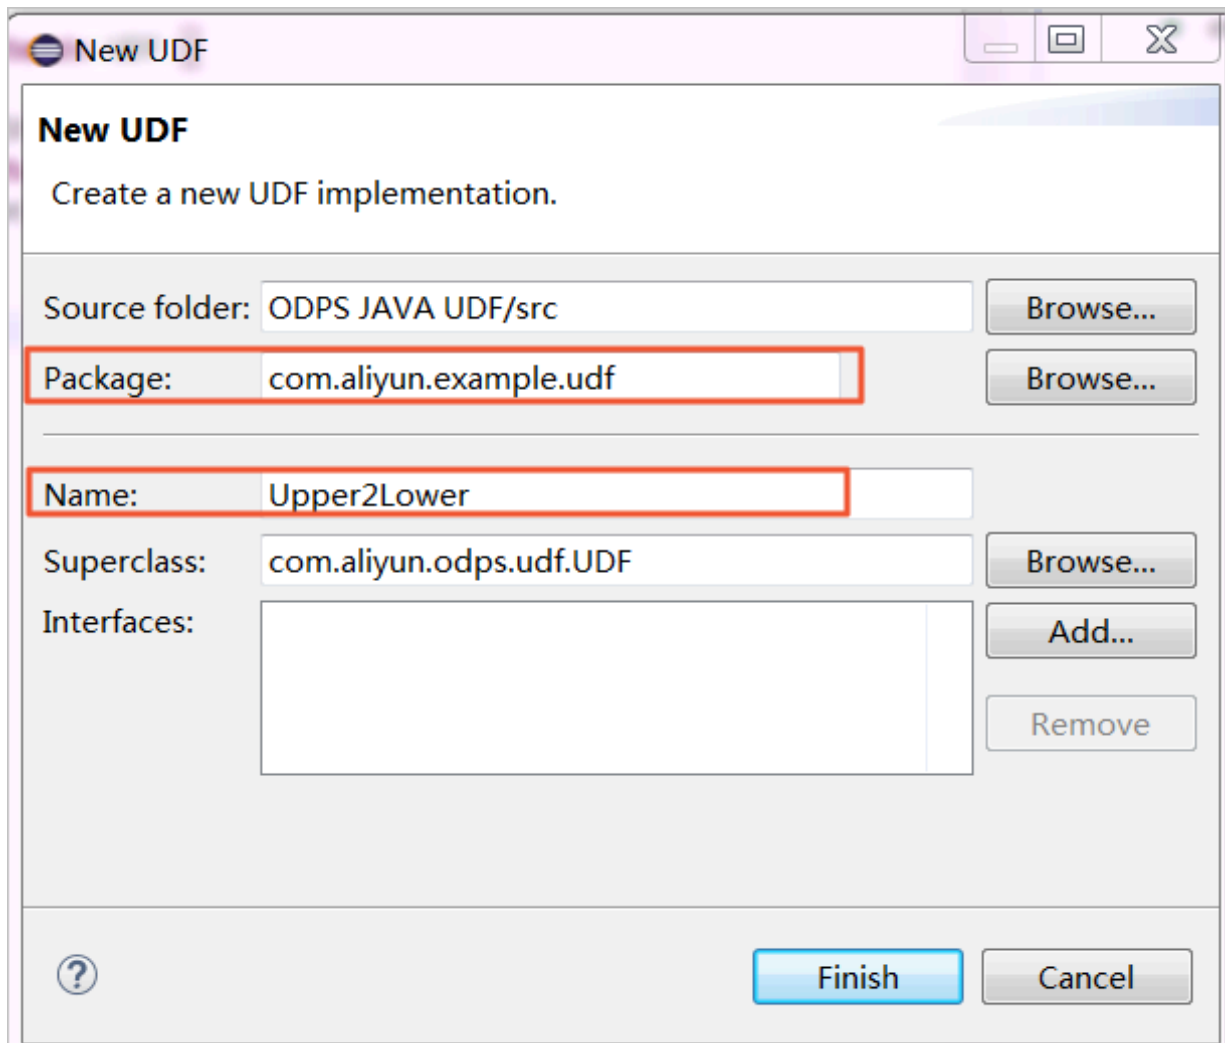 New UDF
New UDF
Create a new UDF implementation.
Source folder: ODPS JAVA UDF/src Browse...
Package: com.aliyun.example.udf Browse...
Name: Upper2Lower
Superclass: com.aliyun.odps.udf.UDF Browse...
Interfaces: Add...
Remove
? Finish Cancel